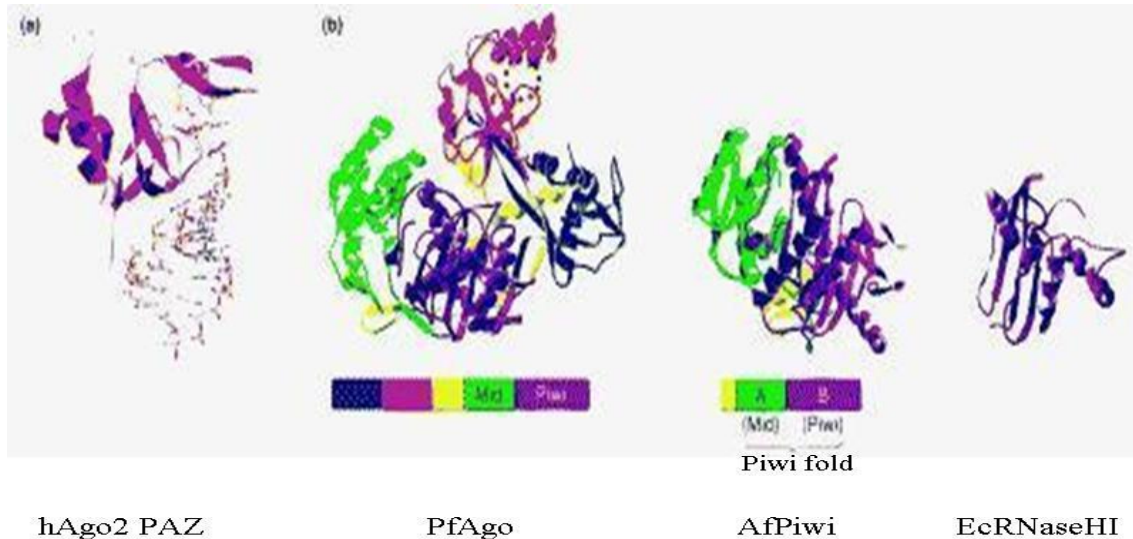 (a)
(b)
Mid
Piwi
A
B
(Mid)
(Piwi)
Piwi fold
hAgo2 PAZ
PfAgo
AfPiwi
EcRNaseHI